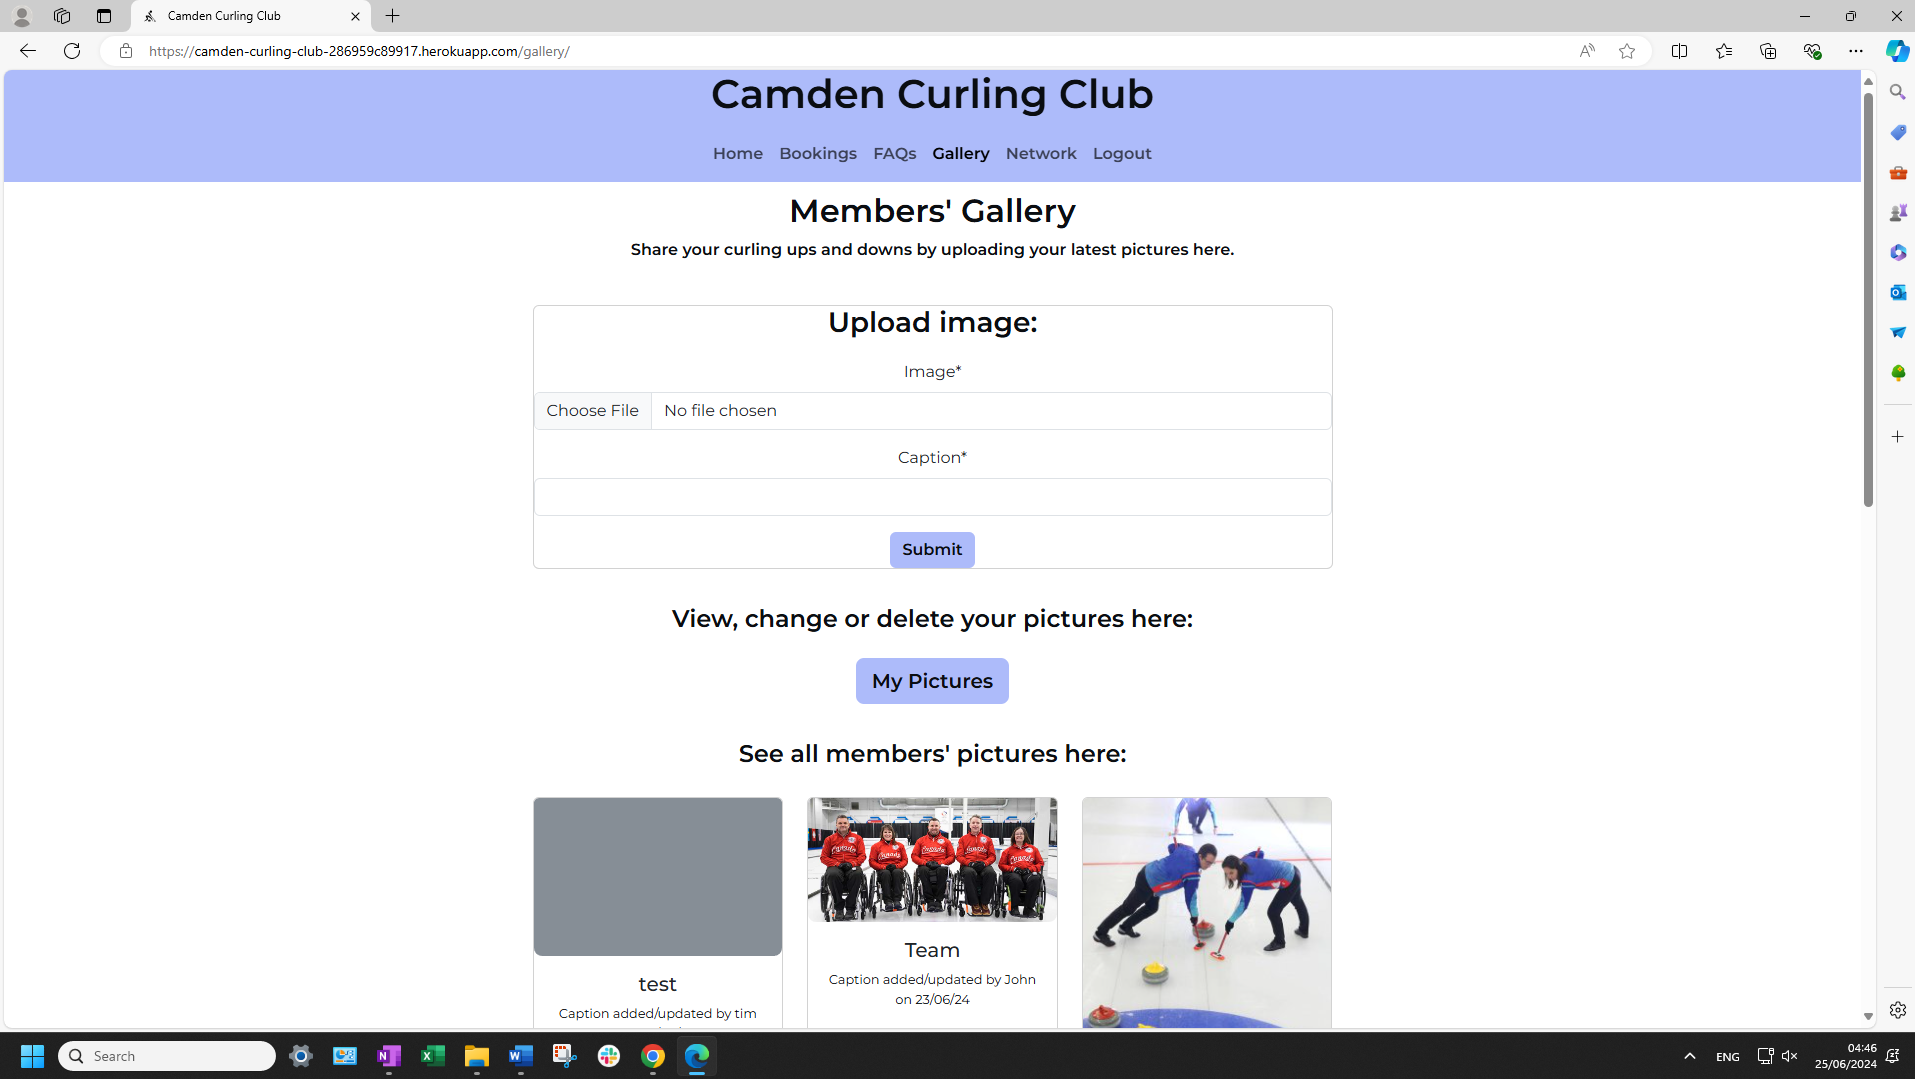 Camden Curling Club
https://camden-curling-club-286959c89917.herokuapp.com/gallery/
Camden Curling Club
Home Bookings FAQs Gallery Network Logout
Members' Gallery
Share your curling ups and downs by uploading your latest pictures here.
Upload image:
Image*
Choose File No file chosen
Caption*
Submit
View, change or delete your pictures here:
My Pictures
See all members' pictures here:
test
Caption added/updated by tim
Team
Caption added/updated by John
on 23/06/24
Search
ENG
04:46
25/06/2024